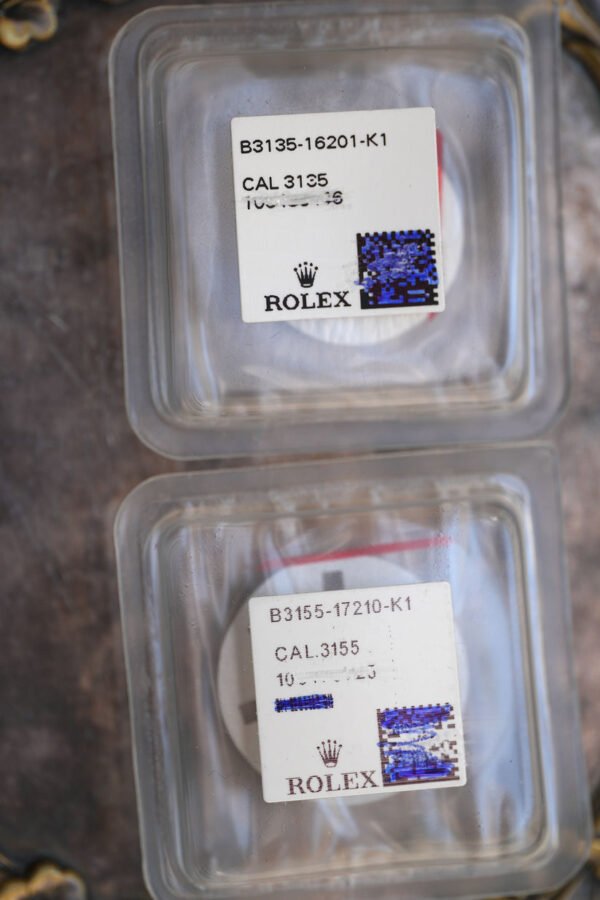 B3135-16201-K1
CAL 3135
ROLEX
B3155-17210-K1
CAL.3155
ROLEX